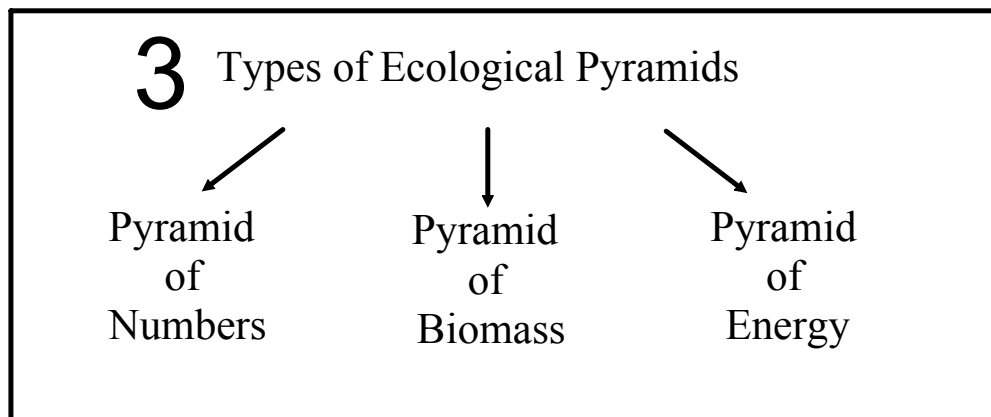 3 Types of Ecological Pyramids
Pyramid
of
Numbers
Pyramid
of
Biomass
Pyramid
of
Energy